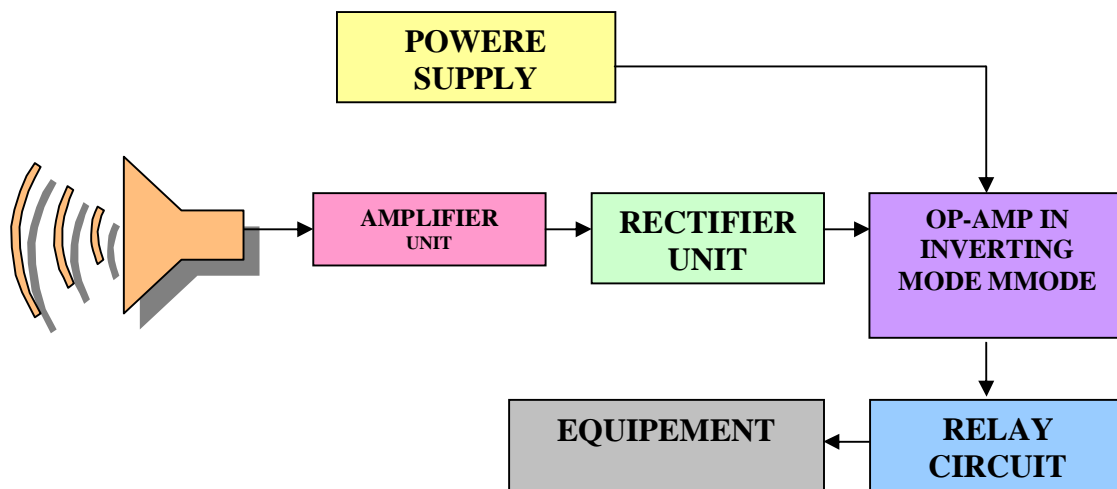 POWERE
SUPPLY
AMPLIFIER
UNIT
RECTIFIER
UNIT
OP-AMP IN
INVERTING
MODE MMODE
EQUIPEMENT
RELAY
CIRCUIT